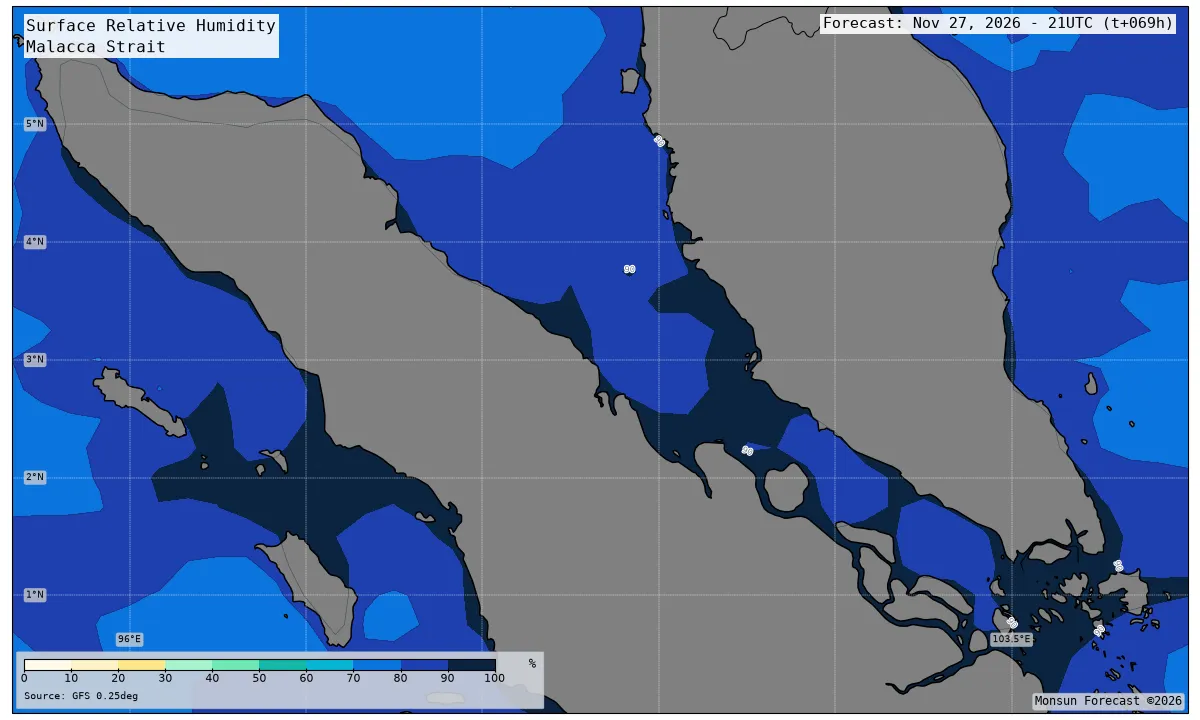 Surface Relative Humidity
Malacca Strait
Forecast: Nov 27, 2026 - 21UTC (t+069h)
5°N
90
4°N
90
3°N
90
2°N
90
1°N
90
90
96°E
103.5°E
%
0 10 20 30 40 50 60 70 80 90 100
Source: GFS 0.25deg
Monsun Forecast ©2026